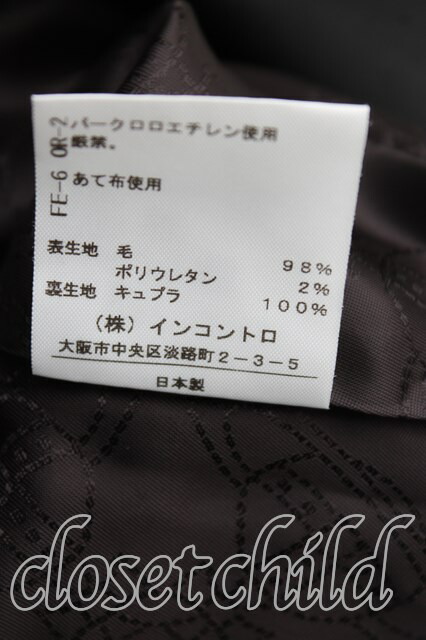 パークロロエチレン使用
厳禁。
あて布使用
FE-6 OR-2
表生地 毛 98%
ポリウレタン 2%
裏生地 キュプラ 100%
(株)インコントロ
大阪市中央区淡路町2-3-5
日本製
closetchild